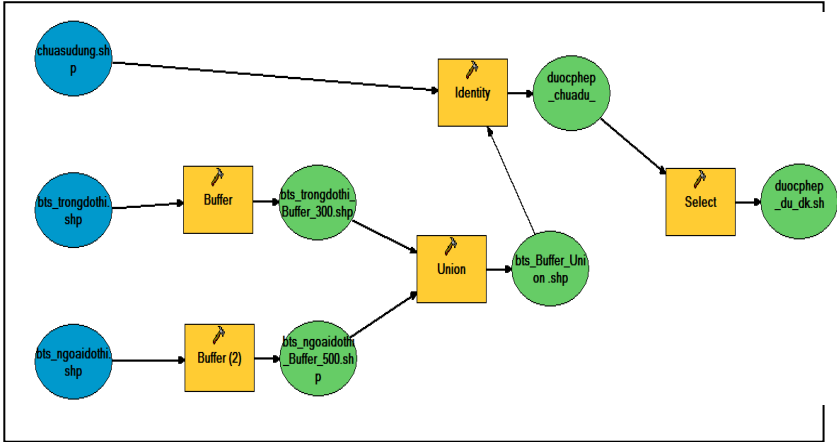 chuasudung.sh
p
Identity
duocphep
_chuadu_
bts_trongdothi.
shp
Buffer
bts_trongdothi_
Buffer_300.shp
Select
duocphep
_du_dk.sh
Union
bts_Buffer_Uni
on .shp
bts_ngoaidothi.
shp
Buffer (2)
bts_ngoaidothi
_Buffer_500.sh
p